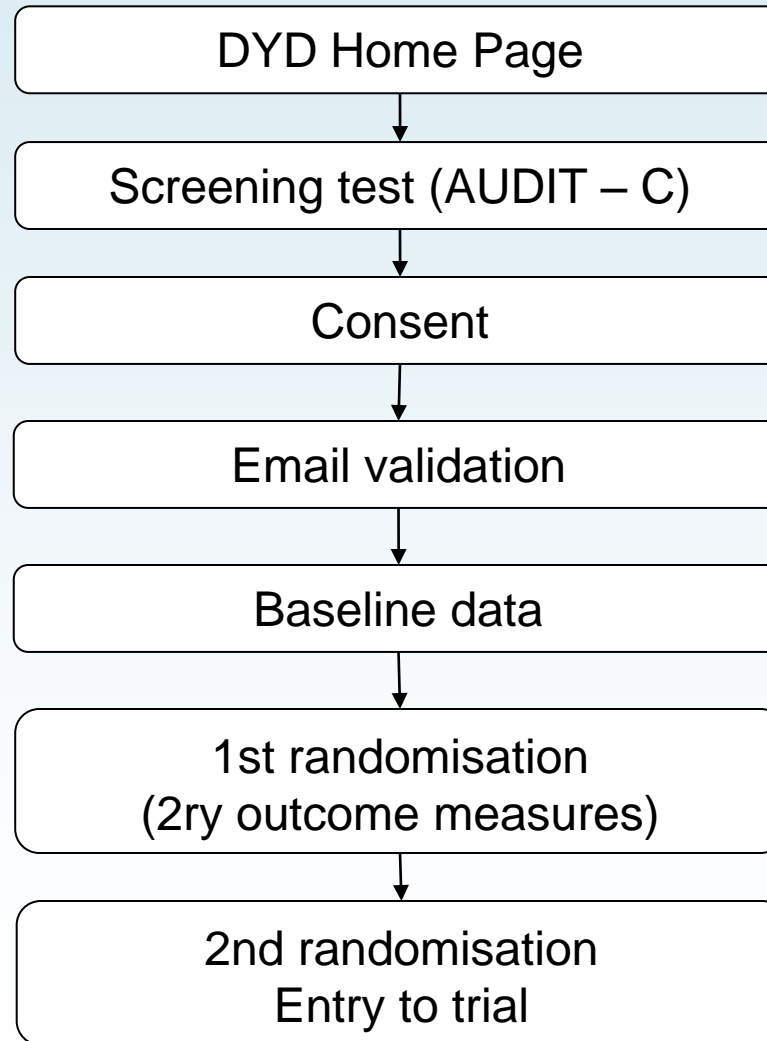 DYD Home Page
Screening test (AUDIT – C)
Consent
Email validation
Baseline data
1st randomisation
(2ry outcome measures)
2nd randomisation
Entry to trial